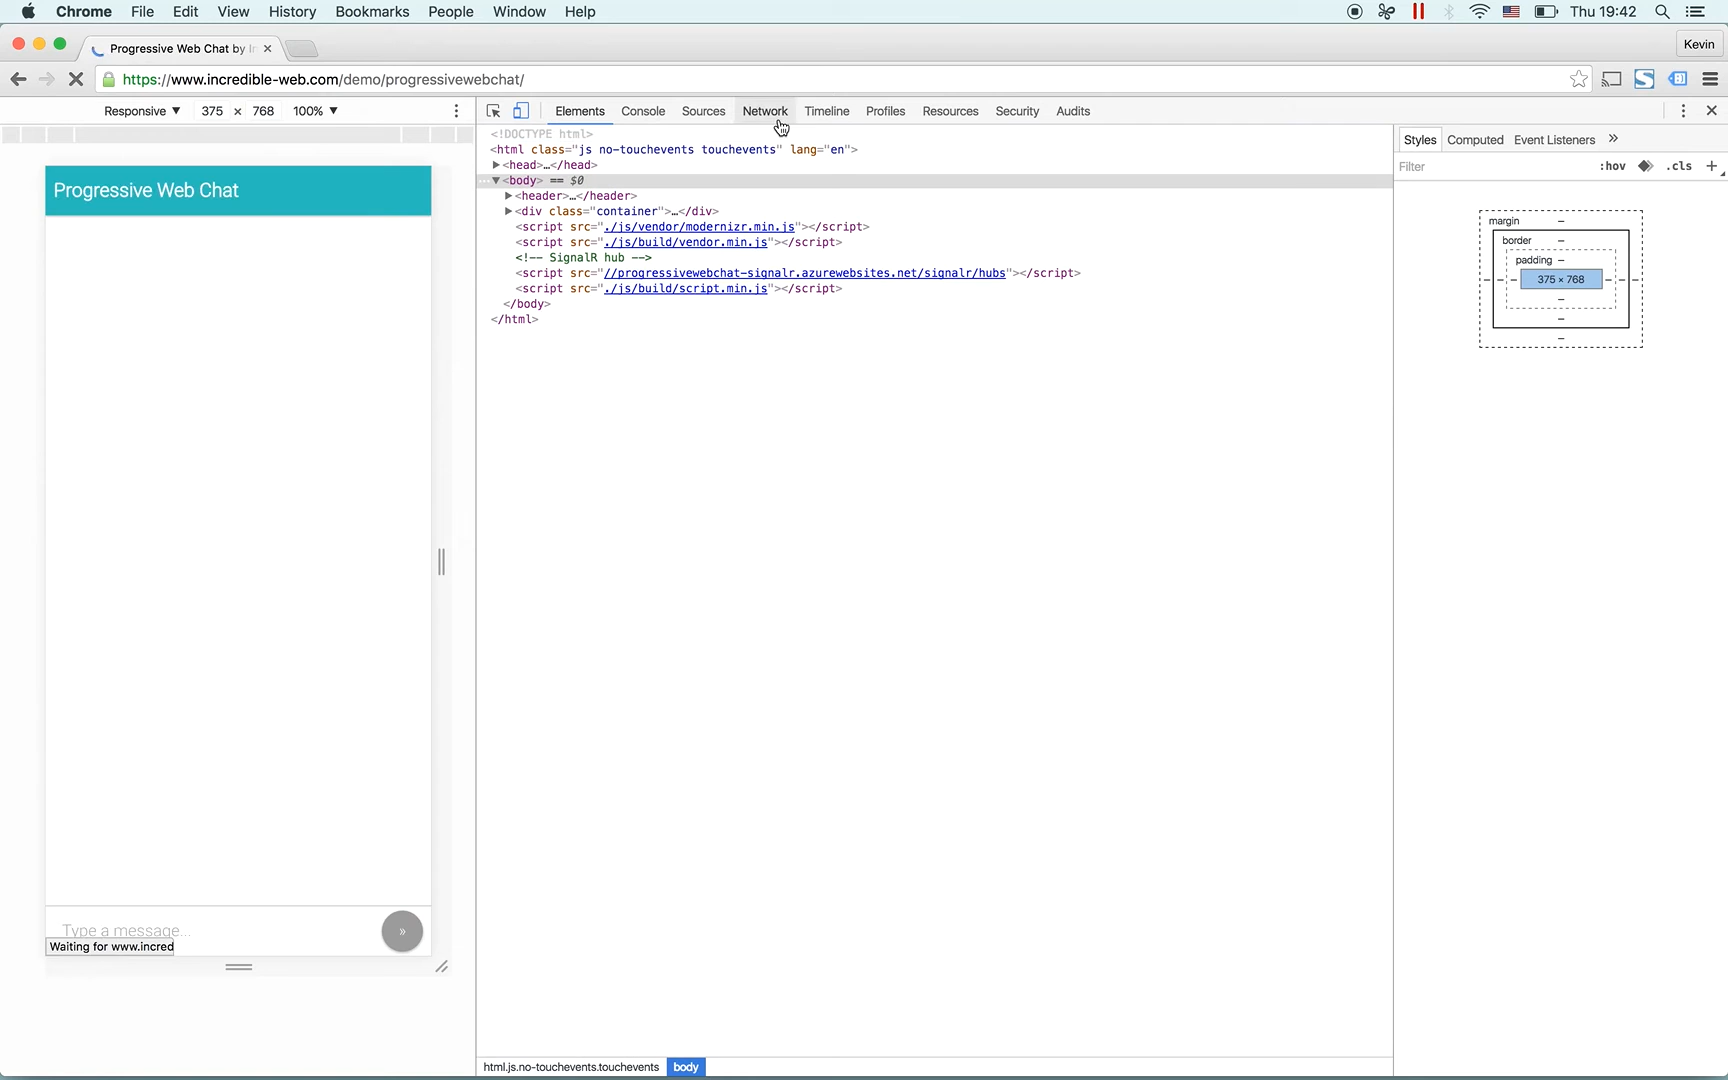 Chrome File Edit View History Bookmarks People Window Help Thu 19:42
Progressive Web Chat by Kevin
https://www.incredible-web.com/demo/progressivewebchat/
Responsive ▼ 375 × 768 100% ▼
Elements Console Sources Network Timeline Profiles Resources Security Audits
Progressive Web Chat
Type a message... »
Waiting for www.incred
<!DOCTYPE html>
<html class="js no-touchevents touchevents" lang="en">
▶<head>…</head>
…▼<body> == $0
▶<header>…</header>
▶<div class="container">…</div>
<script src="./js/vendor/modernizr.min.js"></script>
<script src="./js/build/vendor.min.js"></script>
<!-- SignalR hub -->
<script src="//progressivewebchat-signalr.azurewebsites.net/signalr/hubs"></script>
<script src="./js/build/script.min.js"></script>
</body>
</html>
html.js.no-touchevents.touchevents body
Styles Computed Event Listeners »
Filter :hov .cls +
margin –
border –
padding –
– – – 375 × 768 – – –
–
–
–